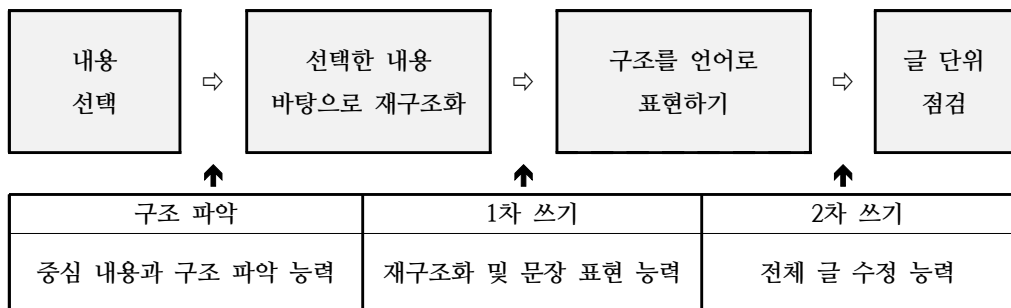 내용
선택
⇨
선택한 내용
바탕으로 재구조화
⇨
구조를 언어로
표현하기
⇨
글 단위
점검
구조 파악
1차 쓰기
2차 쓰기
중심 내용과 구조 파악 능력
재구조화 및 문장 표현 능력
전체 글 수정 능력